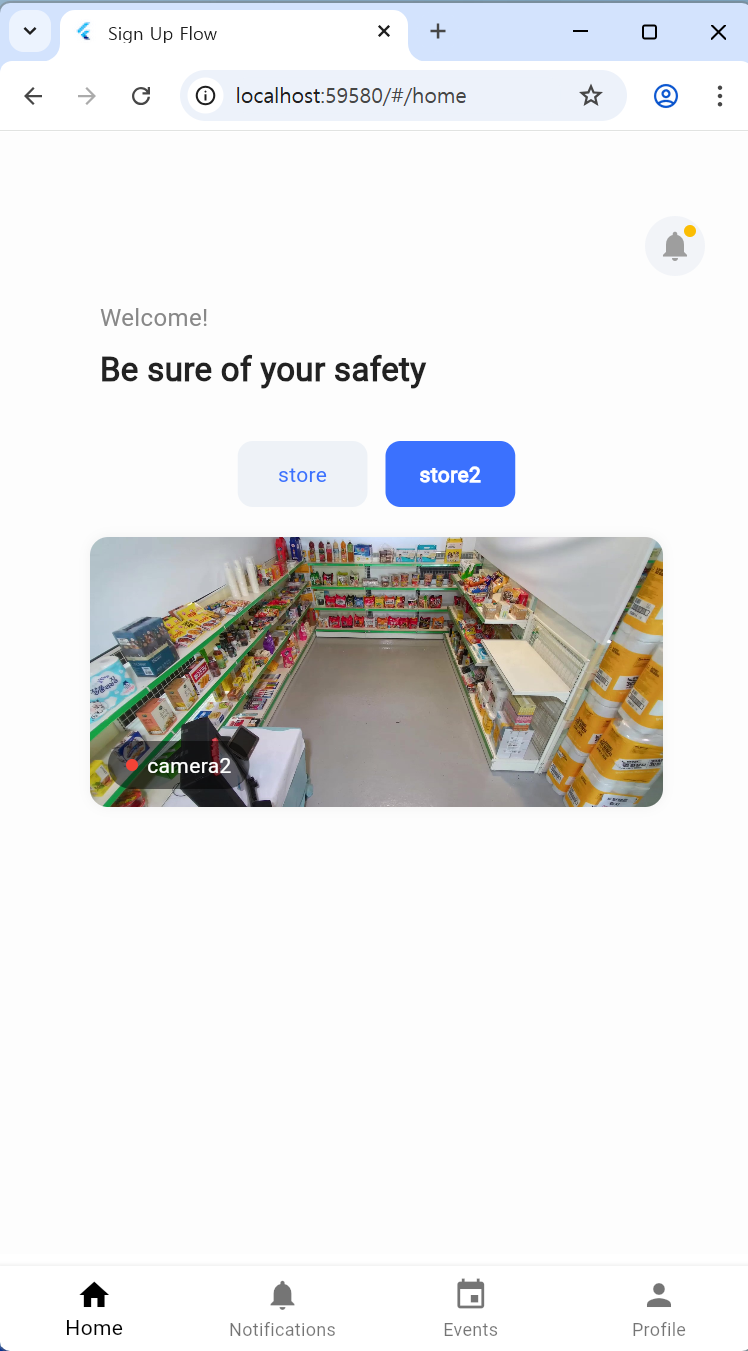 Sign Up Flow
localhost:59580/#/home
Welcome!
Be sure of your safety
store
store2
camera2
Home
Notifications
Events
Profile